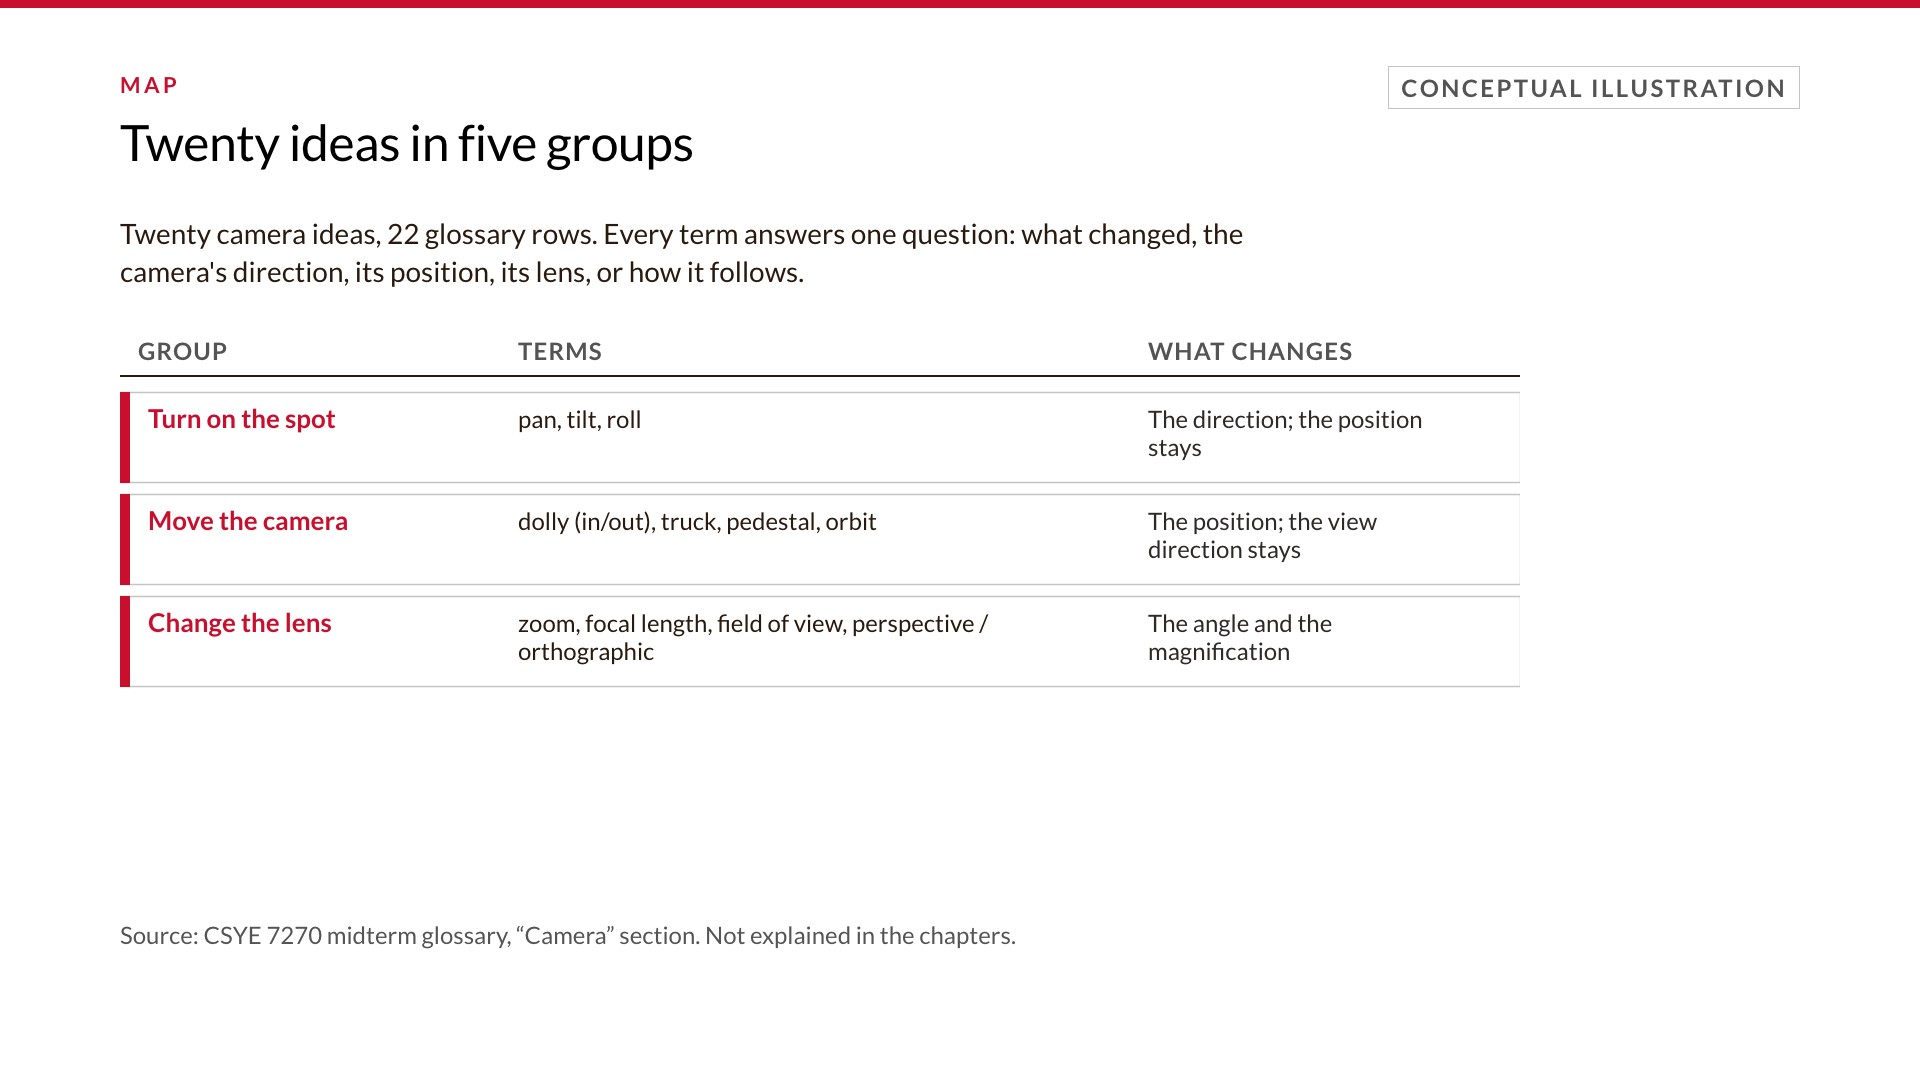 MAP
CONCEPTUAL ILLUSTRATION
Twenty ideas in five groups
Twenty camera ideas, 22 glossary rows. Every term answers one question: what changed, the
camera's direction, its position, its lens, or how it follows.
GROUP TERMS WHAT CHANGES
Turn on the spot pan, tilt, roll The direction; the position
stays
Move the camera dolly (in/out), truck, pedestal, orbit The position; the view
direction stays
Change the lens zoom, focal length, field of view, perspective / The angle and the
orthographic magnification
Source: CSYE 7270 midterm glossary, “Camera” section. Not explained in the chapters.